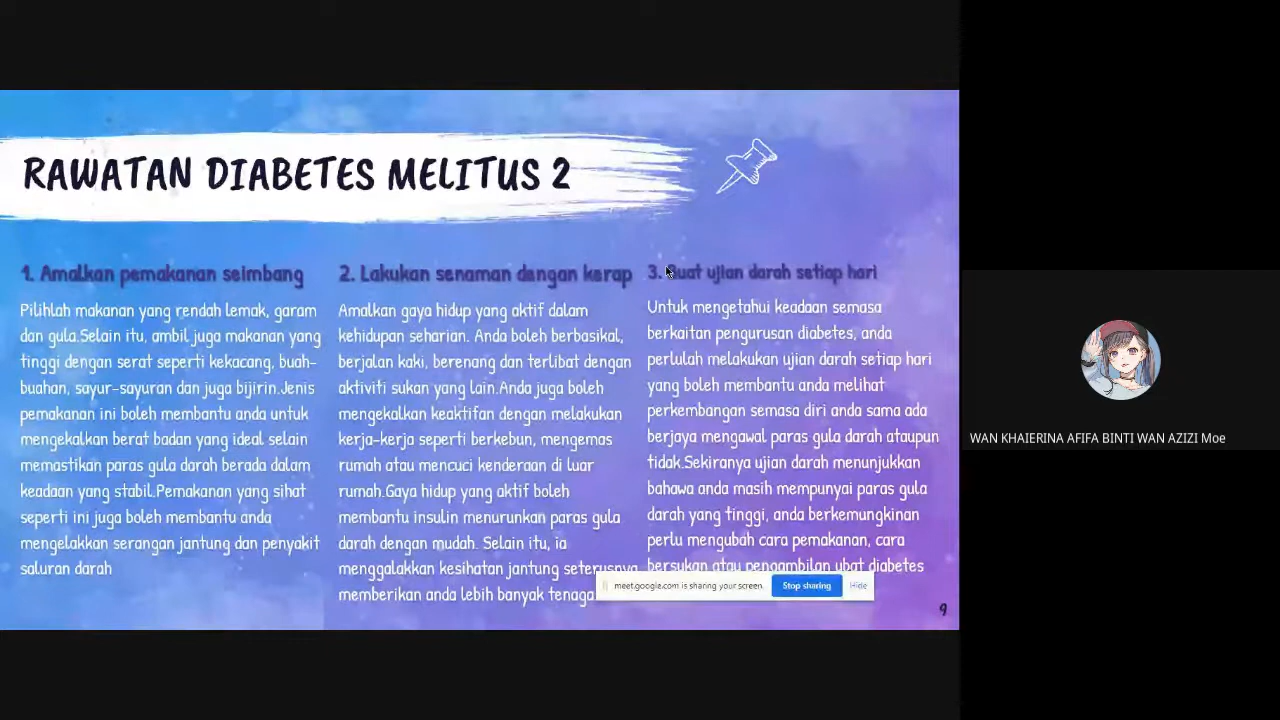 RAWATAN DIABETES MELITUS 2
1. Amalkan pemakanan seimbang
Pilihlah makanan yang rendah lemak, garam
dan gula.Selain itu, ambil juga makanan yang
tinggi dengan serat seperti kekacang, buah-
buahan, sayur-sayuran dan juga bijirin.Jenis
pemakanan ini boleh membantu anda untuk
mengekalkan berat badan yang ideal selain
memastikan paras gula darah berada dalam
keadaan yang stabil.Pemakanan yang sihat
seperti ini juga boleh membantu anda
mengelakkan serangan jantung dan penyakit
saluran darah
2. Lakukan senaman dengan kerap
Amalkan gaya hidup yang aktif dalam
kehidupan seharian. Anda boleh berbasikal,
berjalan kaki, berenang dan terlibat dengan
aktiviti sukan yang lain.Anda juga boleh
mengekalkan keaktifan dengan melakukan
kerja-kerja seperti berkebun, mengemas
rumah atau mencuci kenderaan di luar
rumah.Gaya hidup yang aktif boleh
membantu insulin menurunkan paras gula
darah dengan mudah. Selain itu, ia
menggalakkan kesihatan jantung seterusnya
memberikan anda lebih banyak tenaga.
3. Buat ujian darah setiap hari
Untuk mengetahui keadaan semasa
berkaitan pengurusan diabetes, anda
perlulah melakukan ujian darah setiap hari
yang boleh membantu anda melihat
perkembangan semasa diri anda sama ada
berjaya mengawal paras gula darah ataupun
tidak.Sekiranya ujian darah menunjukkan
bahawa anda masih mempunyai paras gula
darah yang tinggi, anda berkemungkinan
perlu mengubah cara pemakanan, cara
bersukan atau pengambilan ubat diabetes
meet.google.com is sharing your screen.
Stop sharing
Hide
9
WAN KHAIERINA AFIFA BINTI WAN AZIZI Moe